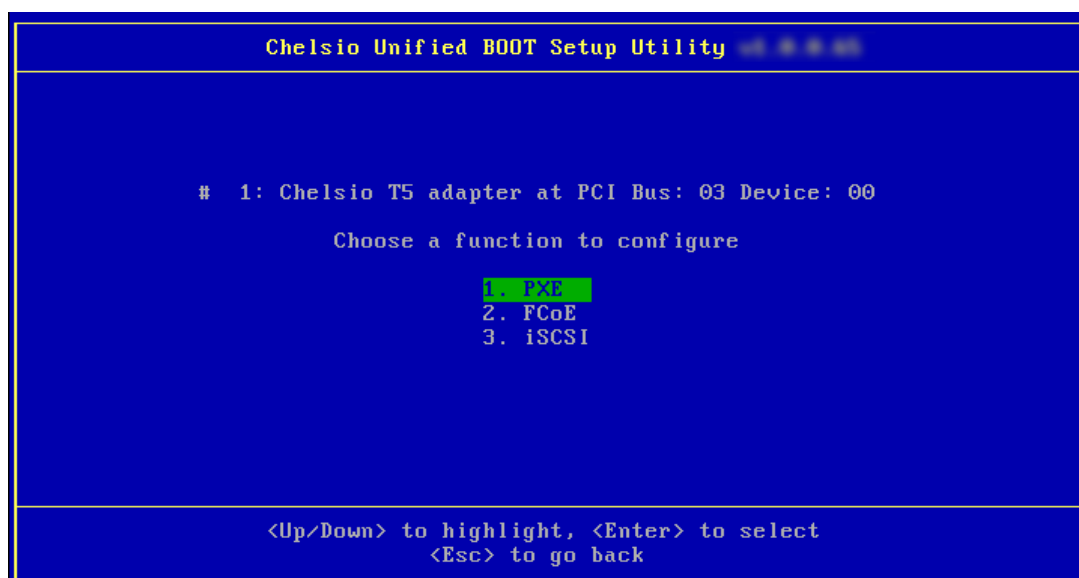 Chelsio Unified BOOT Setup Utility
# 1: Chelsio T5 adapter at PCI Bus: 03 Device: 00
Choose a function to configure
1. PXE
2. FCoE
3. iSCSI
<Up/Down> to highlight, <Enter> to select
<Esc> to go back